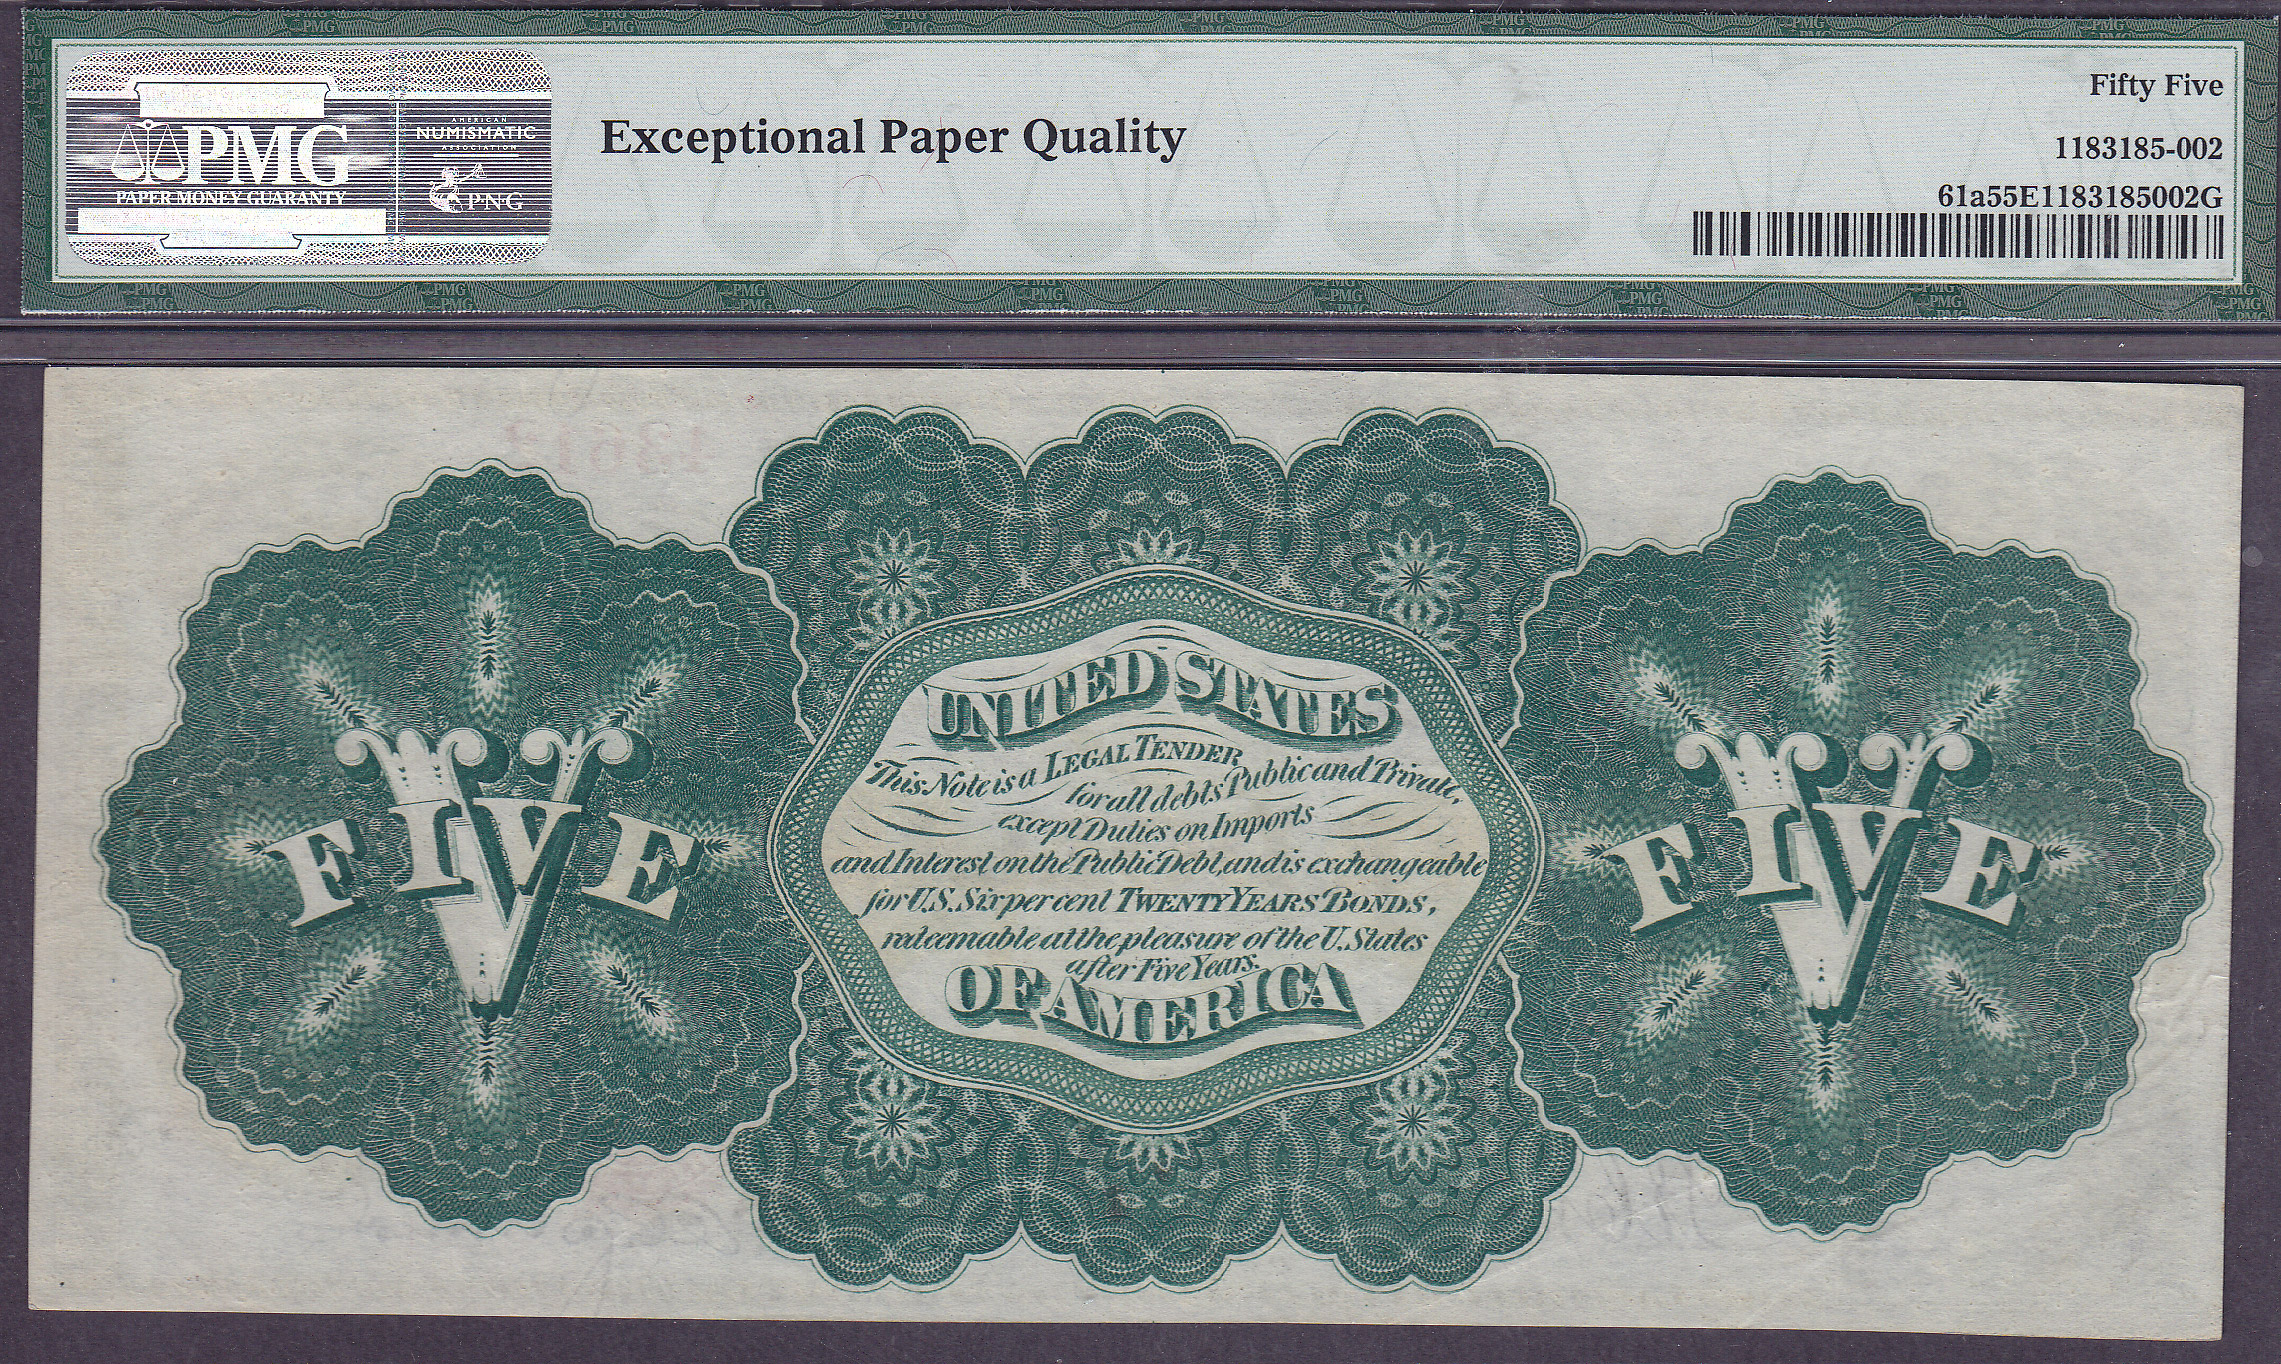 Fifty Five
PMG
PAPER MONEY GUARANTY
AMERICAN
NUMISMATIC
ASSOCIATION
P·N·G
Exceptional Paper Quality
1183185-002
61a55E1183185002G
FIVE
UNITED STATES
This Note is a LEGAL TENDER
for all debts Public and Private,
except Duties on Imports
and Interest on the Public Debt, and is exchangeable
for U.S. Six per cent TWENTY YEARS BONDS,
redeemable at the pleasure of the U. States
after Five Years.
OF AMERICA
FIVE